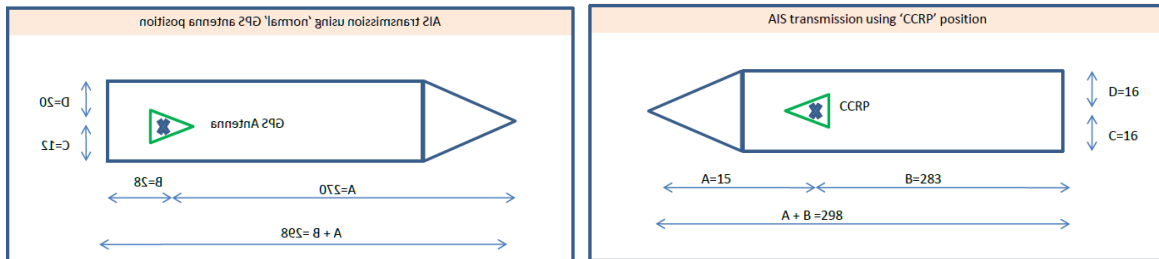 AIS transmission using 'normal' GPS antenna position
D=20
GPS Antenna
C=12
B=28
A=270
A + B =298
AIS transmission using 'CCRP' position
D=16
CCRP
C=16
A=15
B=283
A + B =298